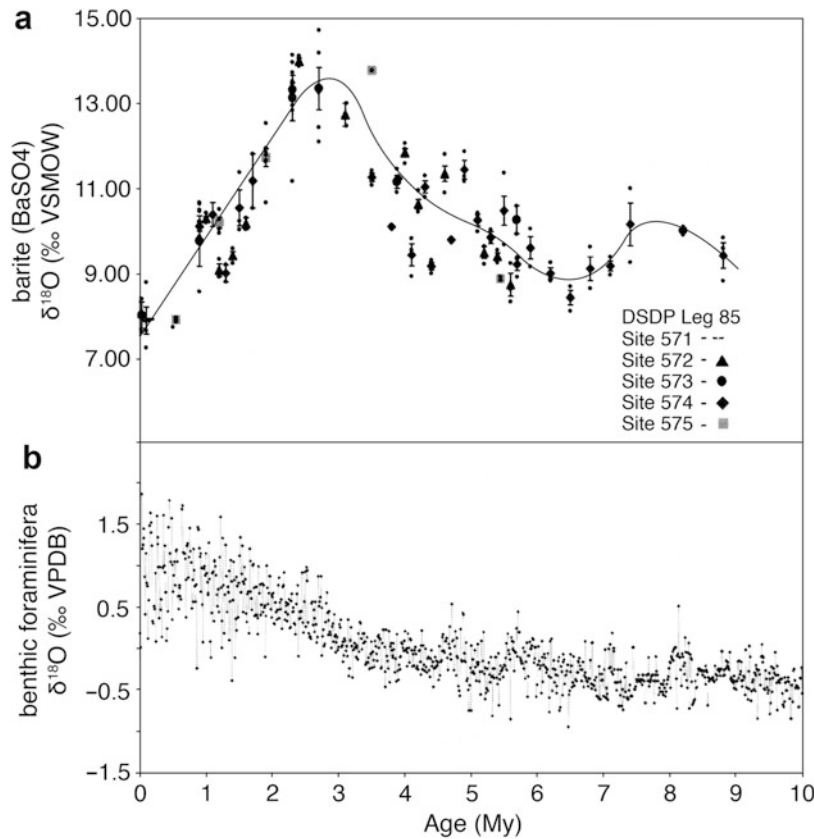 a
15.00
13.00
11.00
9.00
7.00
barite (BaSO4)
δ¹⁸O (‰ VSMOW)
DSDP Leg 85
Site 571 - --
Site 572 - ▲
Site 573 - ●
Site 574 - ◆
Site 575 - ■
b
1.5
0.5
−0.5
−1.5
benthic foraminifera
δ¹⁸O (‰ VPDB)
0 1 2 3 4 5 6 7 8 9 10
Age (My)